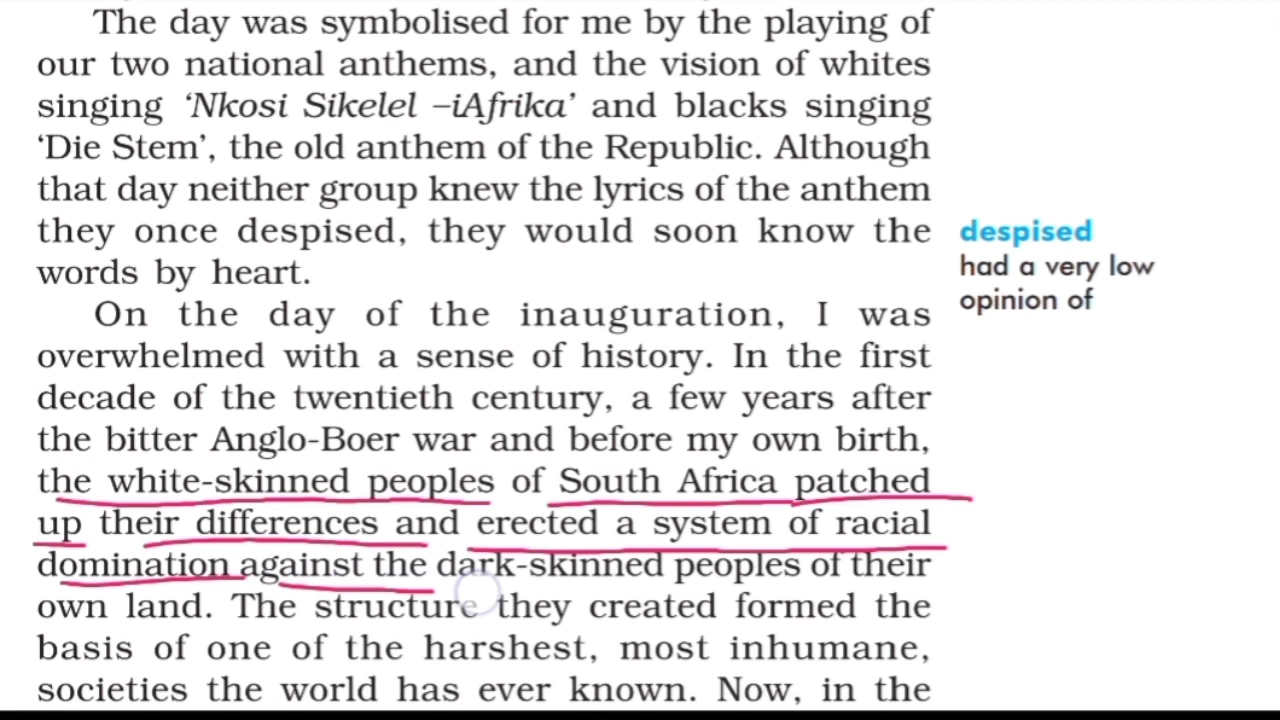 The day was symbolised for me by the playing of
our two national anthems, and the vision of whites
singing ‘Nkosi Sikelel –iAfrika’ and blacks singing
‘Die Stem’, the old anthem of the Republic. Although
that day neither group knew the lyrics of the anthem
they once despised, they would soon know the
words by heart.
despised
had a very low
opinion of
On the day of the inauguration, I was
overwhelmed with a sense of history. In the first
decade of the twentieth century, a few years after
the bitter Anglo-Boer war and before my own birth,
the white-skinned peoples of South Africa patched
up their differences and erected a system of racial
domination against the dark-skinned peoples of their
own land. The structure they created formed the
basis of one of the harshest, most inhumane,
societies the world has ever known. Now, in the